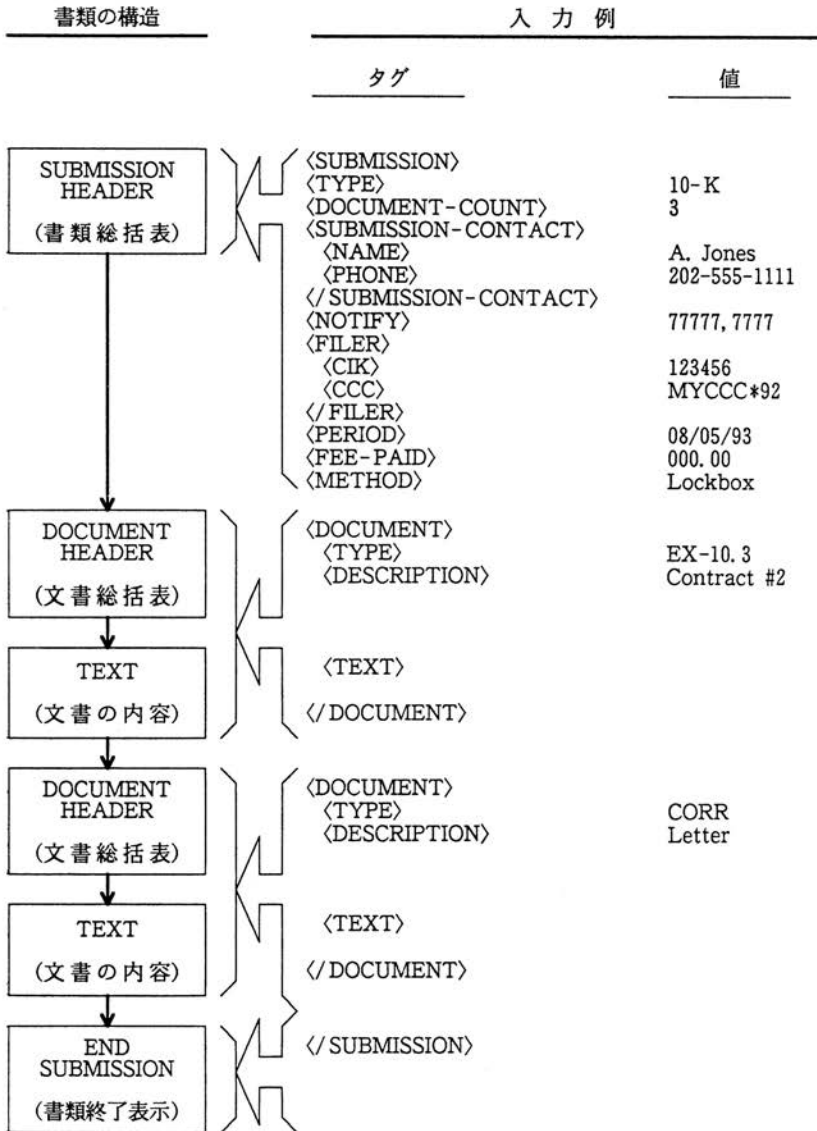 書類の構造 入力例
タグ 値
SUBMISSION
HEADER
(書類総括表)
〈SUBMISSION〉
〈TYPE〉 10-K
〈DOCUMENT-COUNT〉 3
〈SUBMISSION-CONTACT〉
〈NAME〉 A. Jones
〈PHONE〉 202-555-1111
〈/SUBMISSION-CONTACT〉
〈NOTIFY〉 77777, 7777
〈FILER〉
〈CIK〉 123456
〈CCC〉 MYCCC*92
〈/FILER〉
〈PERIOD〉 08/05/93
〈FEE-PAID〉 000.00
〈METHOD〉 Lockbox
DOCUMENT
HEADER
(文書総括表)
〈DOCUMENT〉
〈TYPE〉 EX-10.3
〈DESCRIPTION〉 Contract #2
TEXT
(文書の内容)
〈TEXT〉
〈/DOCUMENT〉
DOCUMENT
HEADER
(文書総括表)
〈DOCUMENT〉
〈TYPE〉 CORR
〈DESCRIPTION〉 Letter
TEXT
(文書の内容)
〈TEXT〉
〈/DOCUMENT〉
END
SUBMISSION
(書類終了表示)
〈/SUBMISSION〉